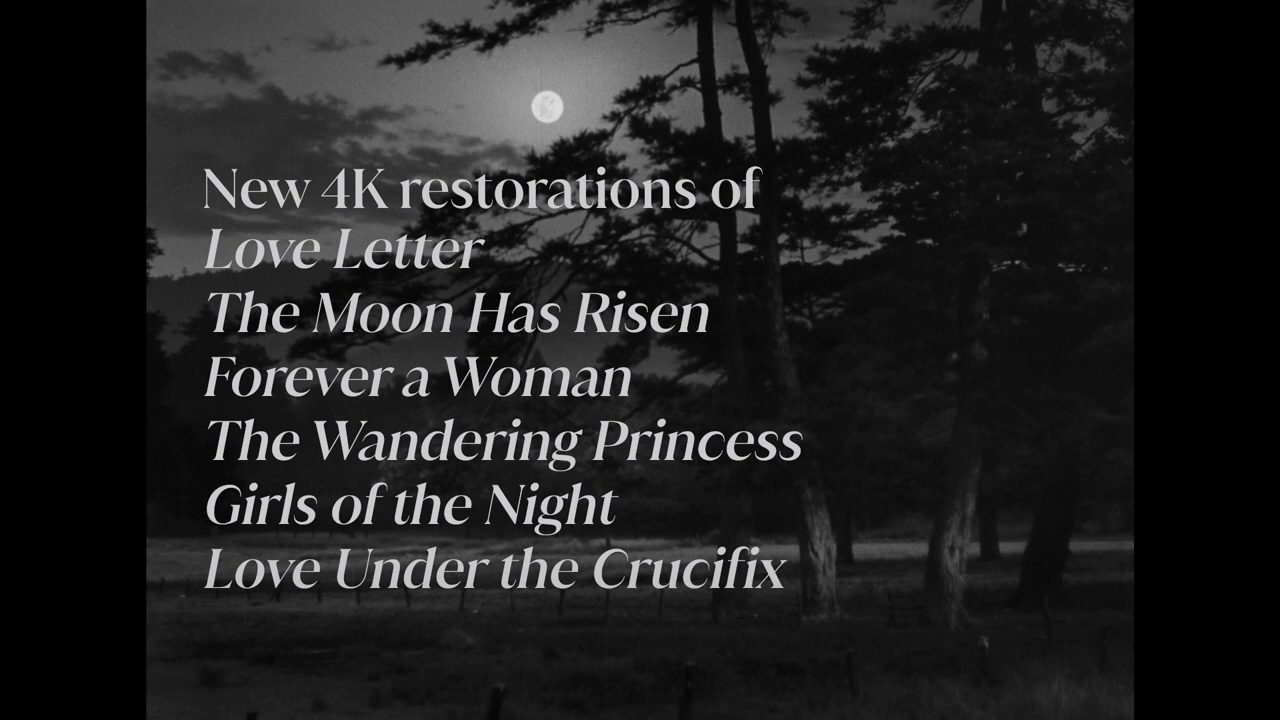 New 4K restorations of
Love Letter
The Moon Has Risen
Forever a Woman
The Wandering Princess
Girls of the Night
Love Under the Crucifix